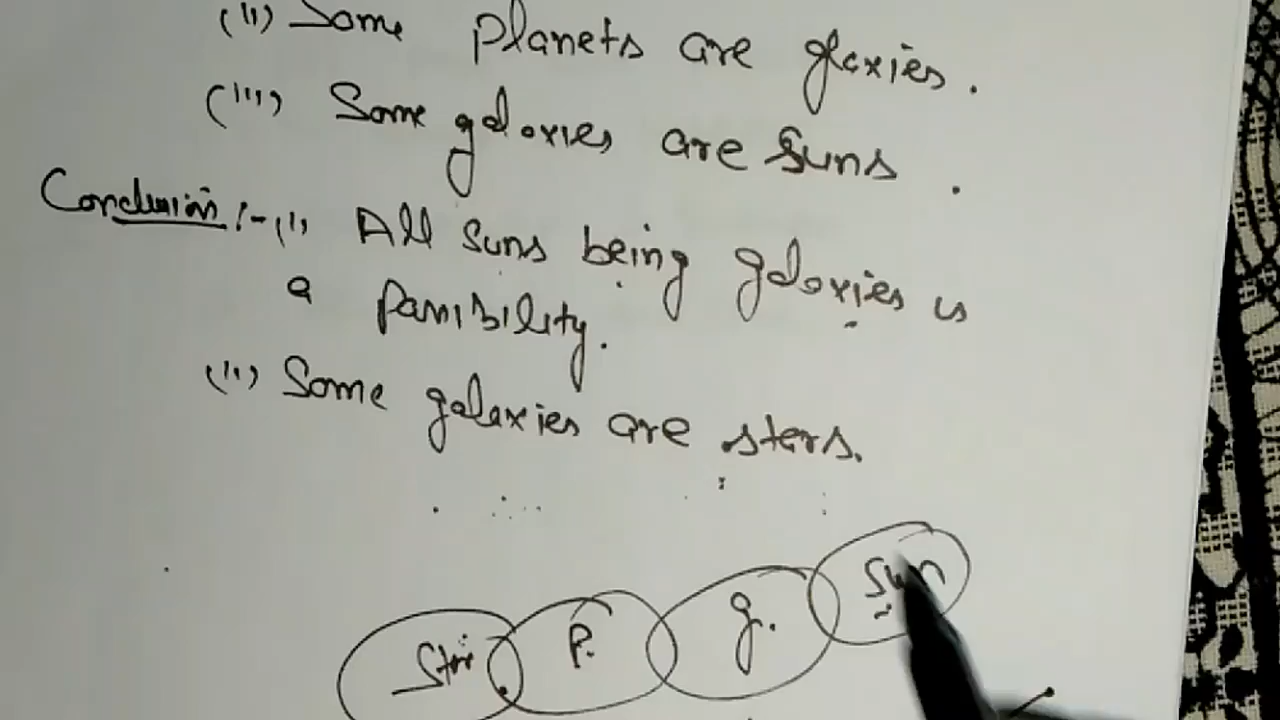 (ii) Some Planets are glaxies.
(iii) Some galaxies are Suns.
Conclusion :- (i) All Suns being galaxies is
a Possibility.
(ii) Some galaxies are stars.
Star P. g. Sun